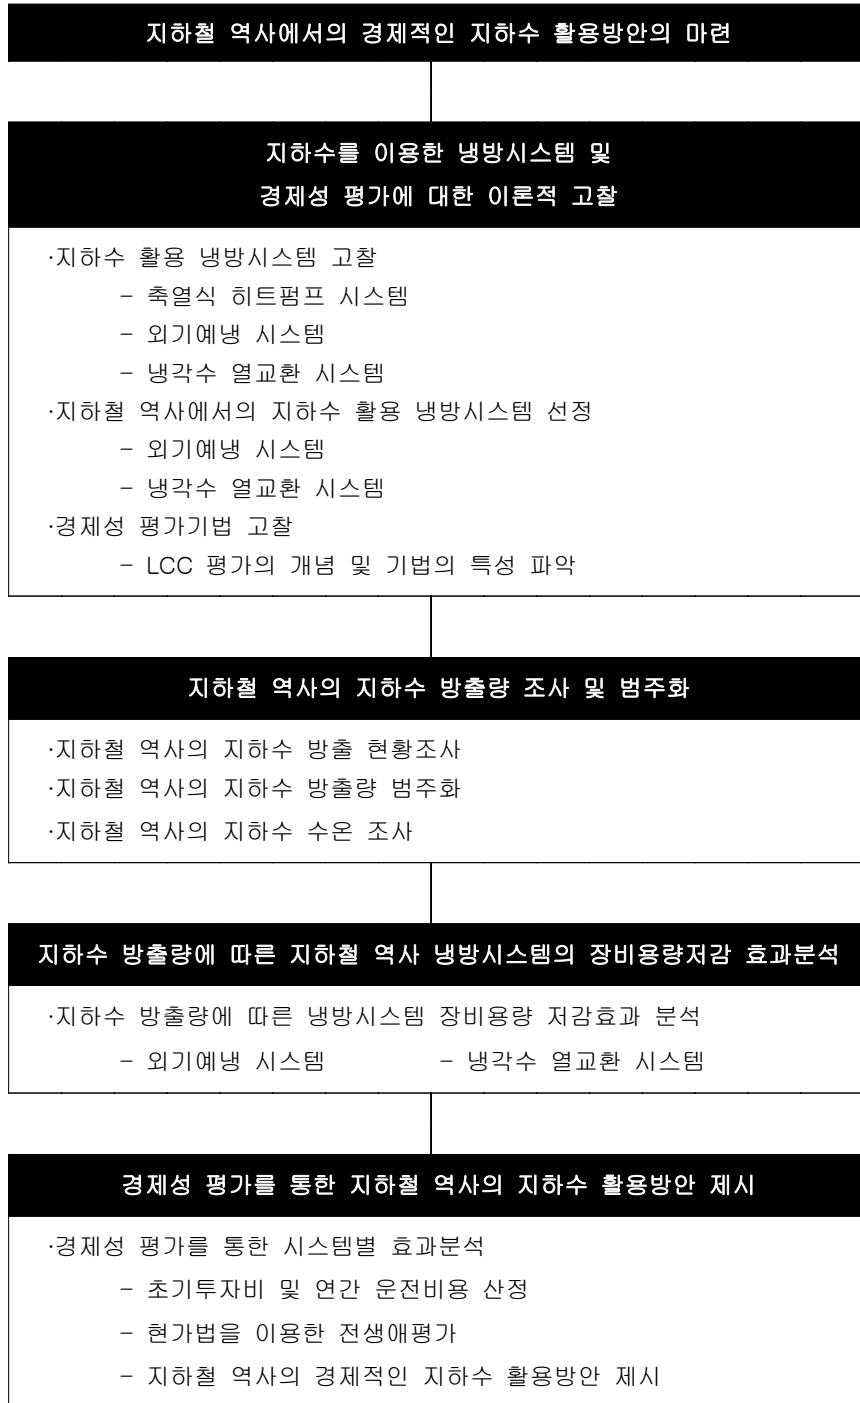 지하철 역사에서의 경제적인 지하수 활용방안의 마련
지하수를 이용한 냉방시스템 및
경제성 평가에 대한 이론적 고찰
·지하수 활용 냉방시스템 고찰
- 축열식 히트펌프 시스템
- 외기예냉 시스템
- 냉각수 열교환 시스템
·지하철 역사에서의 지하수 활용 냉방시스템 선정
- 외기예냉 시스템
- 냉각수 열교환 시스템
·경제성 평가기법 고찰
- LCC 평가의 개념 및 기법의 특성 파악
지하철 역사의 지하수 방출량 조사 및 범주화
·지하철 역사의 지하수 방출 현황조사
·지하철 역사의 지하수 방출량 범주화
·지하철 역사의 지하수 수온 조사
지하수 방출량에 따른 지하철 역사 냉방시스템의 장비용량저감 효과분석
·지하수 방출량에 따른 냉방시스템 장비용량 저감효과 분석
- 외기예냉 시스템 - 냉각수 열교환 시스템
경제성 평가를 통한 지하철 역사의 지하수 활용방안 제시
·경제성 평가를 통한 시스템별 효과분석
- 초기투자비 및 연간 운전비용 산정
- 현가법을 이용한 전생애평가
- 지하철 역사의 경제적인 지하수 활용방안 제시